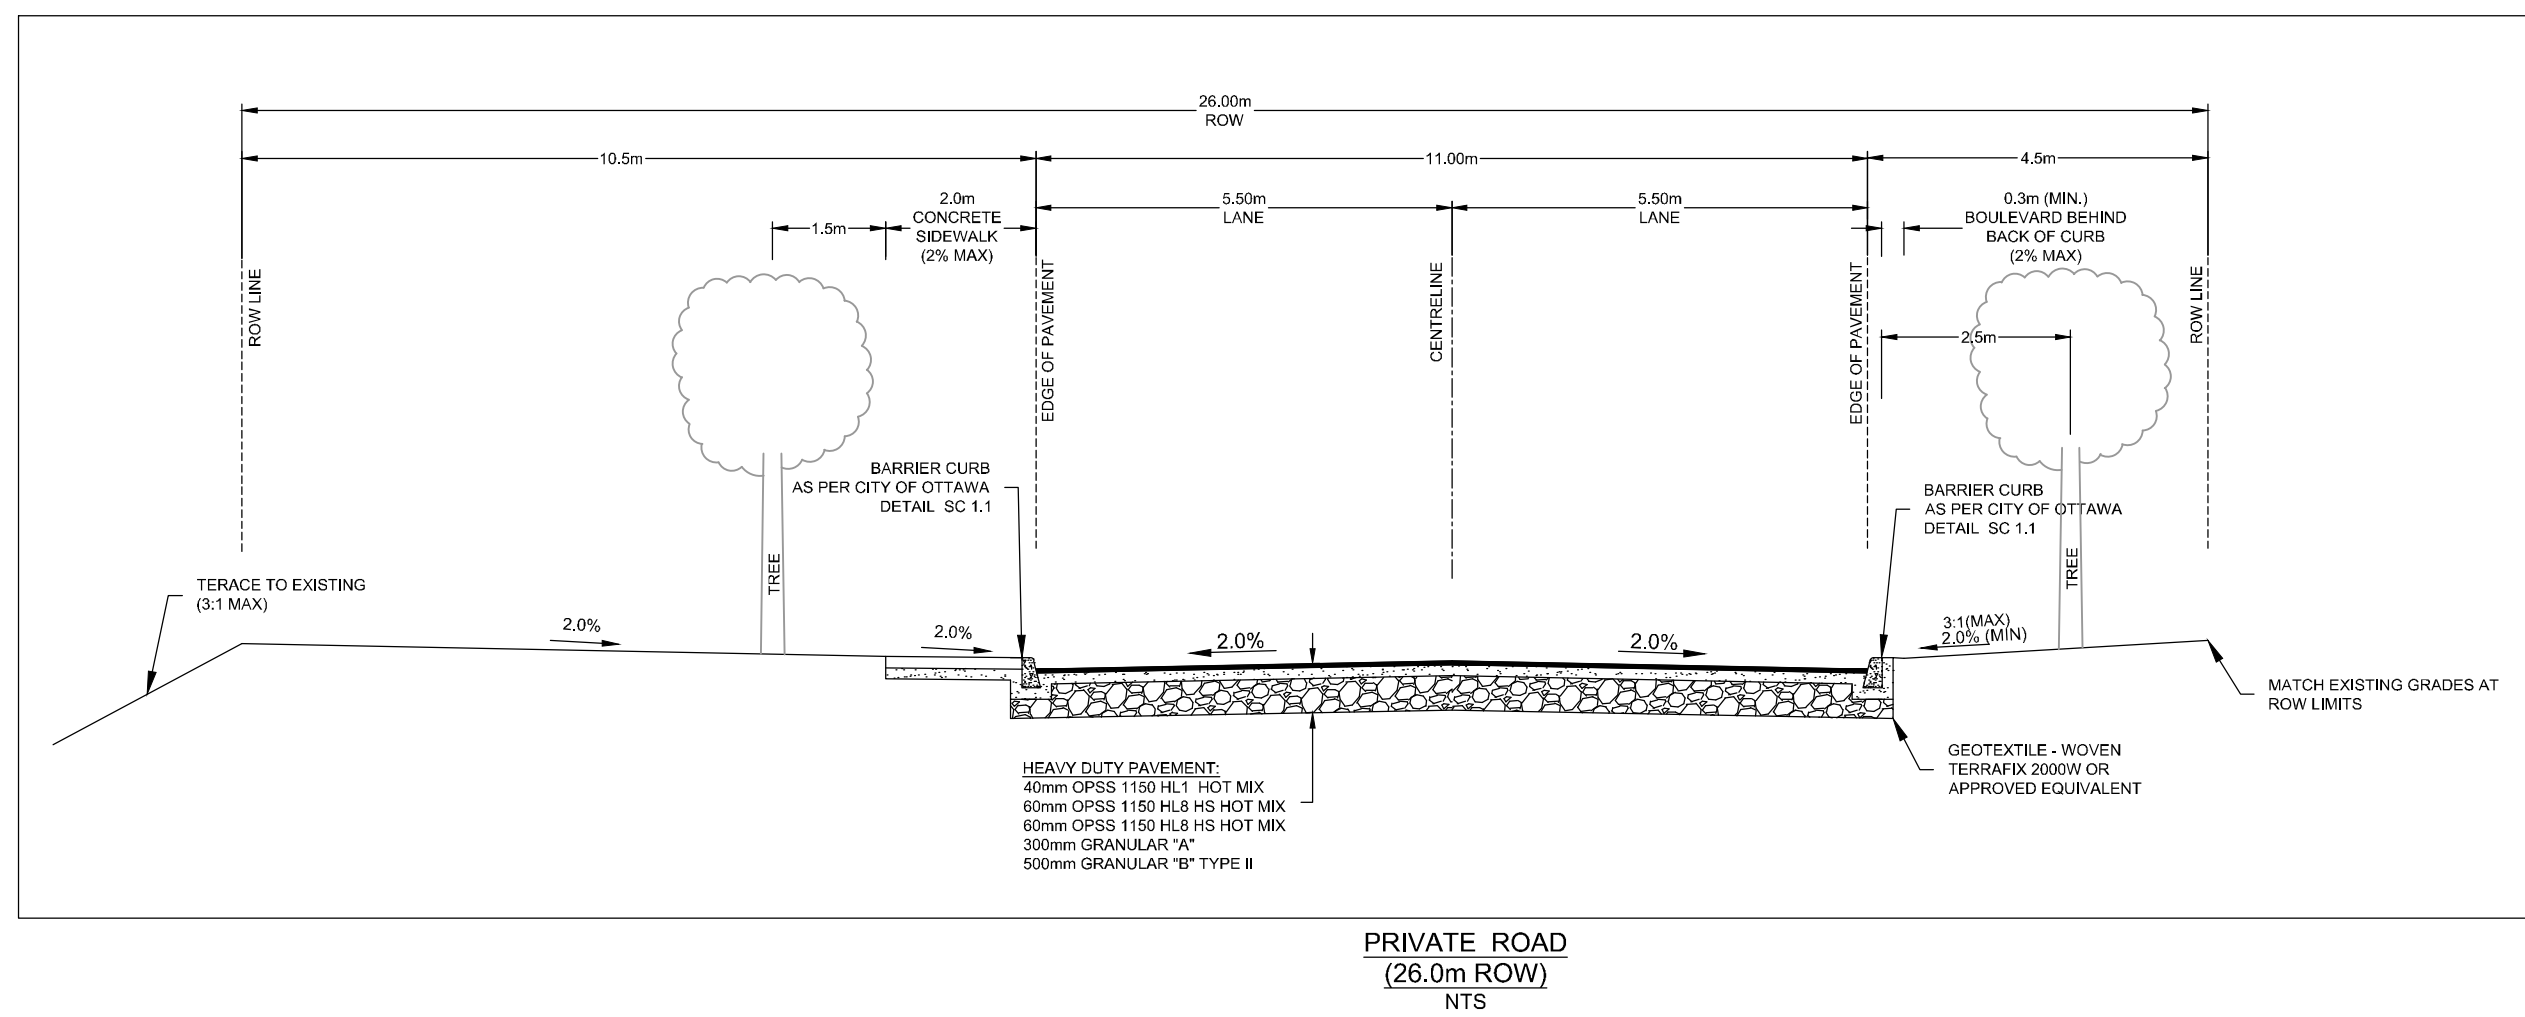 26.00m
ROW
10.5m
11.00m
4.5m
2.0m
CONCRETE
SIDEWALK
(2% MAX)
1.5m
5.50m
LANE
5.50m
LANE
0.3m (MIN.)
BOULEVARD BEHIND
BACK OF CURB
(2% MAX)
ROW LINE
EDGE OF PAVEMENT
CENTRELINE
EDGE OF PAVEMENT
ROW LINE
2.5m
BARRIER CURB
AS PER CITY OF OTTAWA
DETAIL SC 1.1
BARRIER CURB
AS PER CITY OF OTTAWA
DETAIL SC 1.1
TREE
TREE
TERACE TO EXISTING
(3:1 MAX)
2.0%
2.0%
2.0%
2.0%
3:1(MAX)
2.0% (MIN)
MATCH EXISTING GRADES AT
ROW LIMITS
GEOTEXTILE - WOVEN
TERRAFIX 2000W OR
APPROVED EQUIVALENT
HEAVY DUTY PAVEMENT:
40mm OPSS 1150 HL1 HOT MIX
60mm OPSS 1150 HL8 HS HOT MIX
60mm OPSS 1150 HL8 HS HOT MIX
300mm GRANULAR "A"
500mm GRANULAR "B" TYPE II
PRIVATE ROAD
(26.0m ROW)
NTS